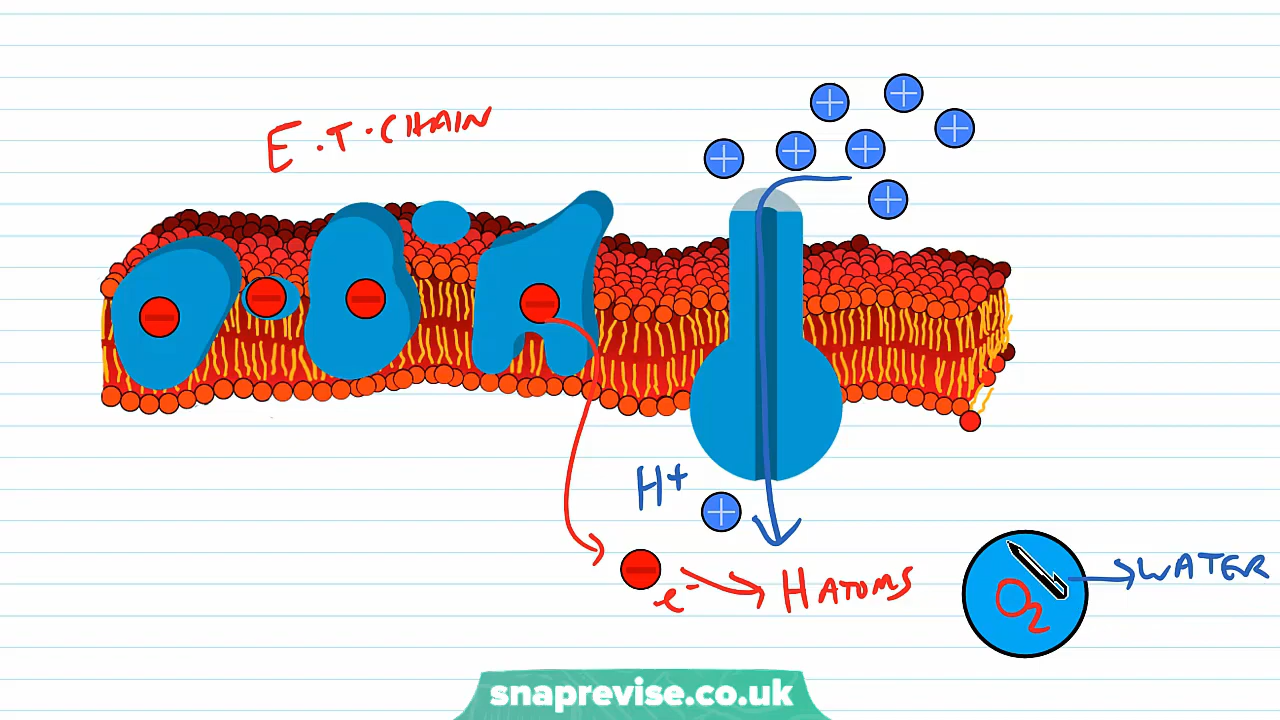 E.T.CHAIN
H+
e-
H ATOMS
O2
WATER
snaprevise.co.uk